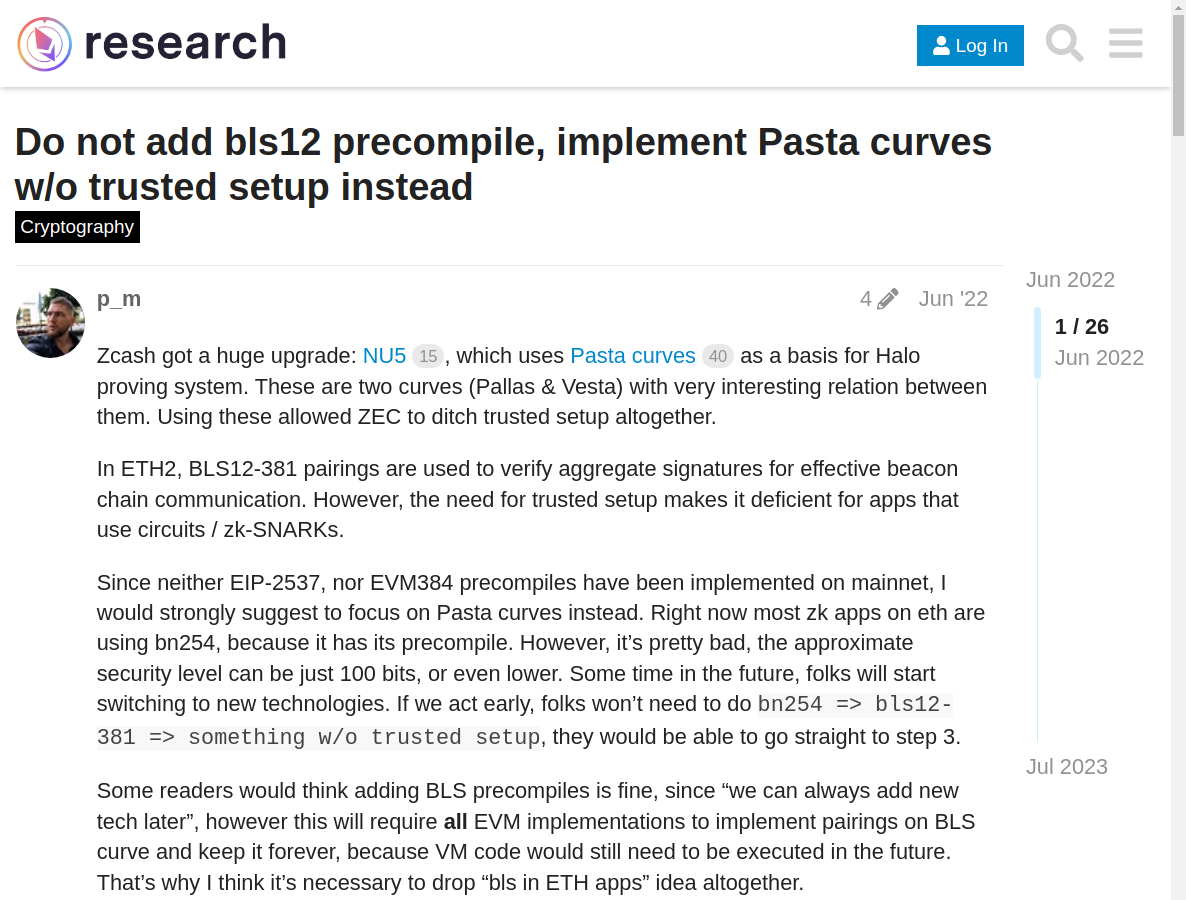 research
Log In
Do not add bls12 precompile, implement Pasta curves
w/o trusted setup instead
Cryptography
p_m
4
Jun '22
Jun 2022
1 / 26
Jun 2022
Jul 2023
Zcash got a huge upgrade: NU5 15 , which uses Pasta curves 40 as a basis for Halo
proving system. These are two curves (Pallas & Vesta) with very interesting relation between
them. Using these allowed ZEC to ditch trusted setup altogether.
In ETH2, BLS12-381 pairings are used to verify aggregate signatures for effective beacon
chain communication. However, the need for trusted setup makes it deficient for apps that
use circuits / zk-SNARKs.
Since neither EIP-2537, nor EVM384 precompiles have been implemented on mainnet, I
would strongly suggest to focus on Pasta curves instead. Right now most zk apps on eth are
using bn254, because it has its precompile. However, it’s pretty bad, the approximate
security level can be just 100 bits, or even lower. Some time in the future, folks will start
switching to new technologies. If we act early, folks won’t need to do bn254 => bls12-
381 => something w/o trusted setup, they would be able to go straight to step 3.
Some readers would think adding BLS precompiles is fine, since “we can always add new
tech later”, however this will require all EVM implementations to implement pairings on BLS
curve and keep it forever, because VM code would still need to be executed in the future.
That’s why I think it’s necessary to drop “bls in ETH apps” idea altogether.